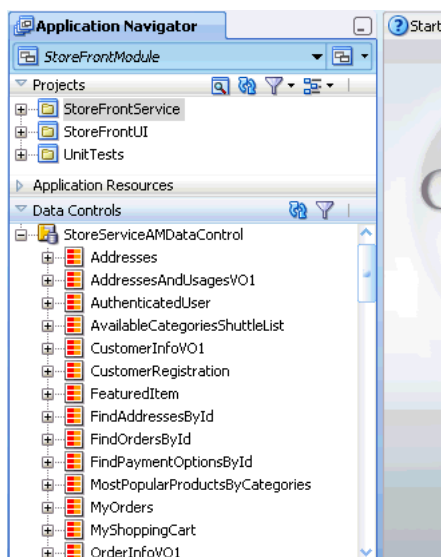 Application Navigator
Start
StoreFrontModule
Projects
StoreFrontService
StoreFrontUI
UnitTests
Application Resources
Data Controls
StoreServiceAMDataControl
Addresses
AddressesAndUsagesVO1
AuthenticatedUser
AvailableCategoriesShuttleList
CustomerInfoVO1
CustomerRegistration
FeaturedItem
FindAddressesById
FindOrdersById
FindPaymentOptionsById
MostPopularProductsByCategories
MyOrders
MyShoppingCart
OrderInfoVO1